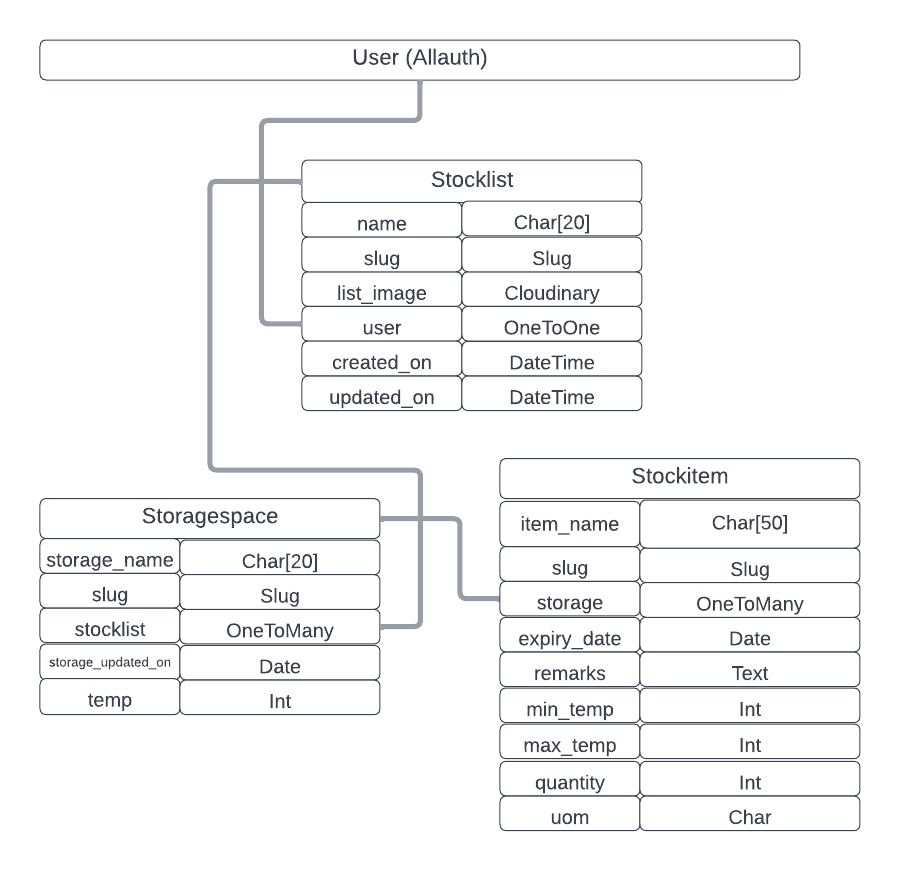 User (Allauth)
Stocklist
name Char[20]
slug Slug
list_image Cloudinary
user OneToOne
created_on DateTime
updated_on DateTime
Storagespace
storage_name Char[20]
slug Slug
stocklist OneToMany
storage_updated_on Date
temp Int
Stockitem
item_name Char[50]
slug Slug
storage OneToMany
expiry_date Date
remarks Text
min_temp Int
max_temp Int
quantity Int
uom Char